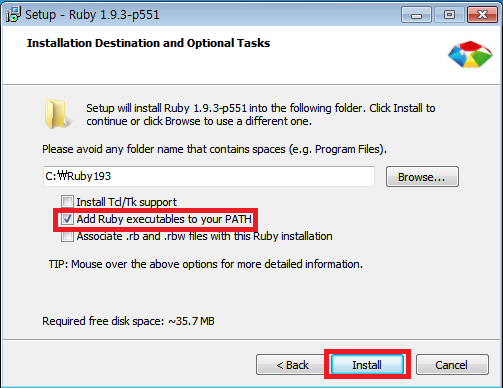 Setup - Ruby 1.9.3-p551
Installation Destination and Optional Tasks
Setup will install Ruby 1.9.3-p551 into the following folder. Click Install to
continue or click Browse to use a different one.
Please avoid any folder name that contains spaces (e.g. Program Files).
C:₩Ruby193
Browse...
Install Tcl/Tk support
Add Ruby executables to your PATH
Associate .rb and .rbw files with this Ruby installation
TIP: Mouse over the above options for more detailed information.
Required free disk space: ~35.7 MB
< Back
Install
Cancel